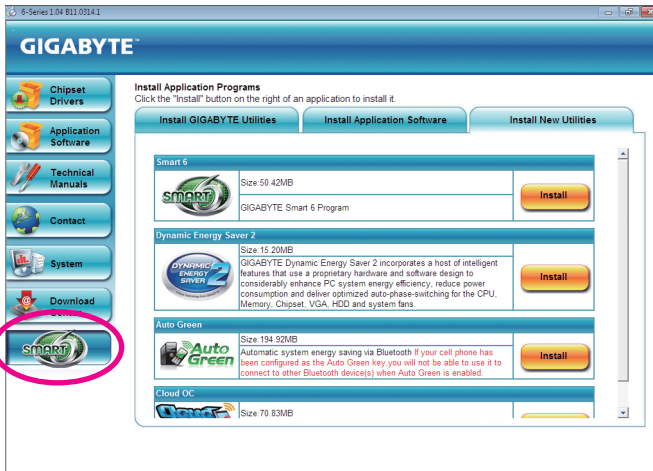 6-Series 1.04 B11.0314.1
GIGABYTE™
Chipset
Drivers
Application
Software
Technical
Manuals
Contact
System
Download
SMART6
Install Application Programs
Click the "Install" button on the right of an application to install it.
Install GIGABYTE Utilities
Install Application Software
Install New Utilities
Smart 6
SMART6
Size:50.42MB
GIGABYTE Smart 6 Program
Install
Dynamic Energy Saver 2
DYNAMIC
ENERGY
SAVER 2
Size:15.20MB
GIGABYTE Dynamic Energy Saver 2 incorporates a host of intelligent
features that use a proprietary hardware and software design to
considerably enhance PC system energy efficiency, reduce power
consumption and deliver optimized auto-phase-switching for the CPU,
Memory, Chipset, VGA, HDD and system fans.
Install
Auto Green
Auto
Green
Size:194.92MB
Automatic system energy saving via Bluetooth If your cell phone has
been configured as the Auto Green key,you will not be able to use it to
connect to other Bluetooth device(s) when Auto Green is enabled.
Install
Cloud OC
Size:70.83MB